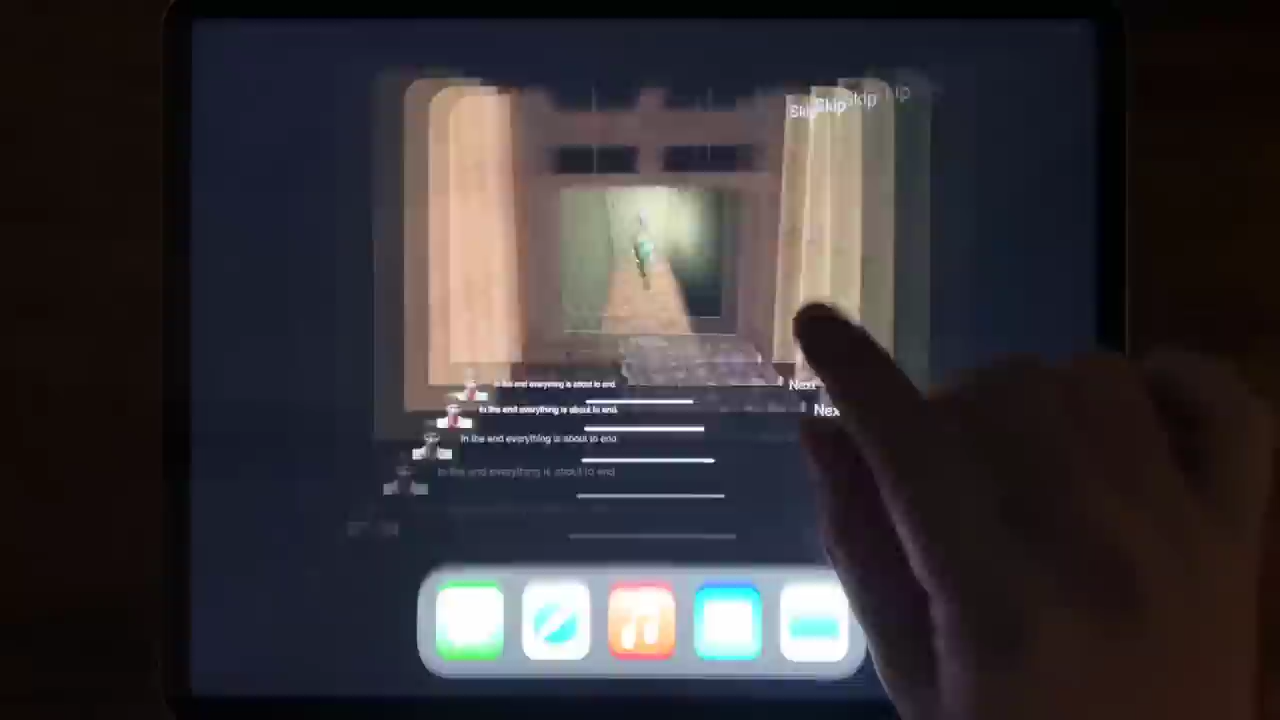 Skip Skip Skip
In the end everything is about to end.
Next
In the end everything is about to end.
Nex
In the end everything is about to end
In the end everything is about to end